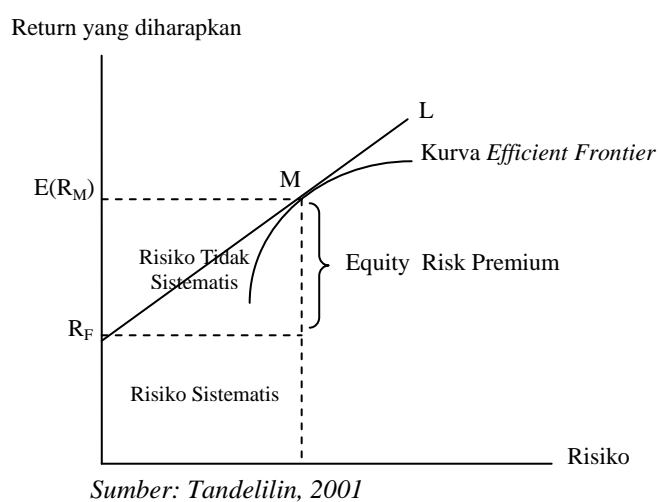 Return yang diharapkan
L
Kurva Efficient Frontier
M
E(RM)
Risiko Tidak
Sistematis
Equity Risk Premium
RF
Risiko Sistematis
Risiko
Sumber: Tandelilin, 2001